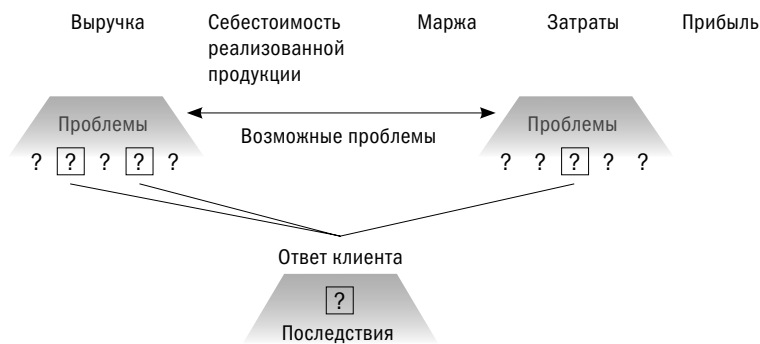 Выручка Себестоимость Маржа Затраты Прибыль
реализованной
продукции
Проблемы Проблемы
Возможные проблемы
? ? ? ? ? ? ? ? ? ?
Ответ клиента
?
Последствия